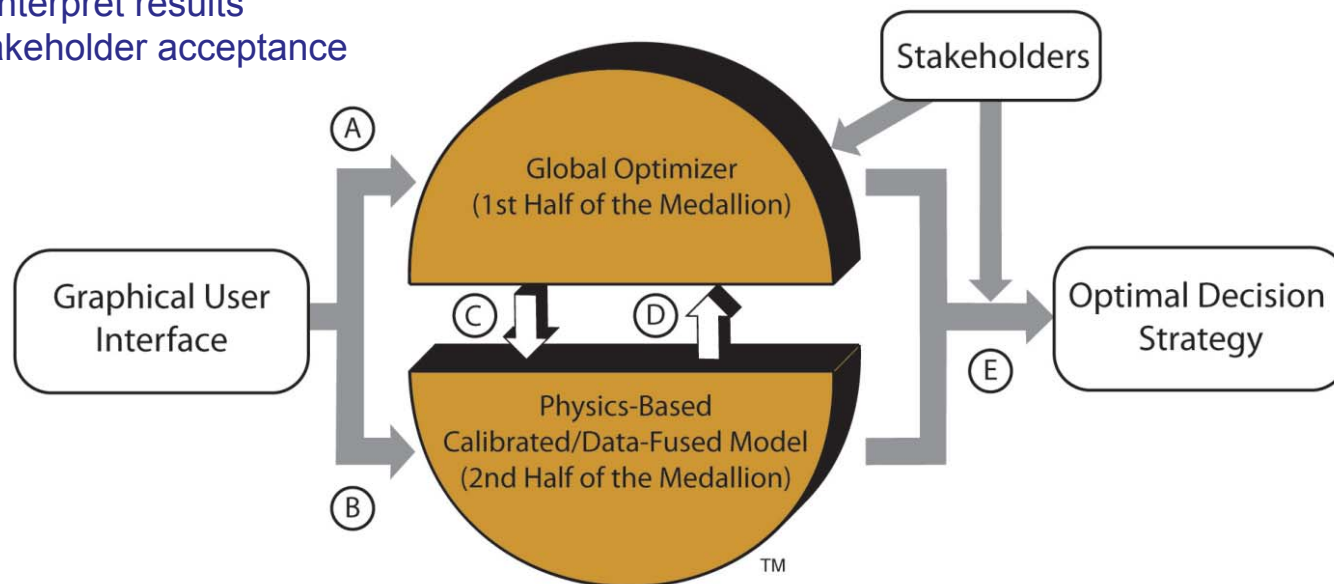 nterpret results
akeholder acceptance
Stakeholders
A
Global Optimizer
(1st Half of the Medallion)
Graphical User
Interface
C
D
Optimal Decision
Strategy
E
Physics-Based
Calibrated/Data-Fused Model
(2nd Half of the Medallion)
B
TM